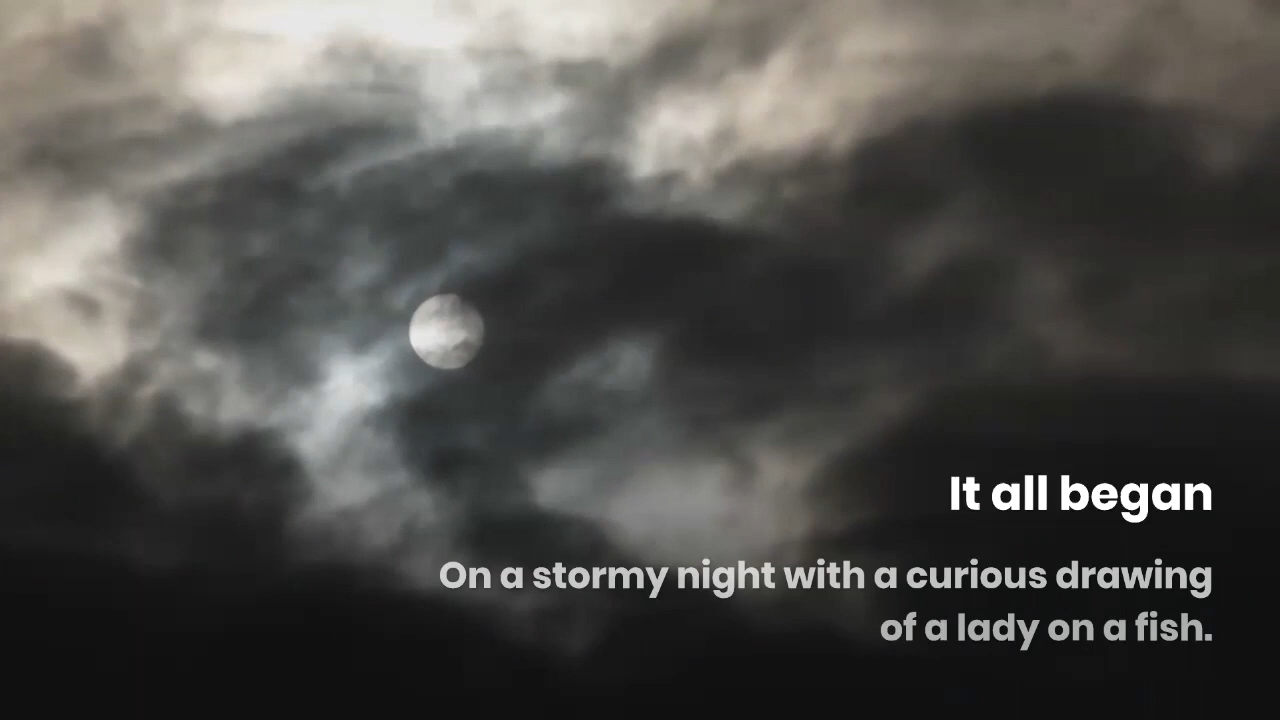 It all began
On a stormy night with a curious drawing
of a lady on a fish.